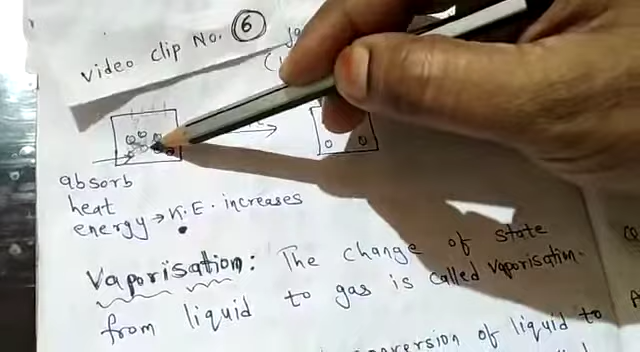 video clip No. 6
absorb
heat
energy → K.E. increases
Vaporisation: The change of state
from liquid to gas is called vaporisation.
conversion of liquid to